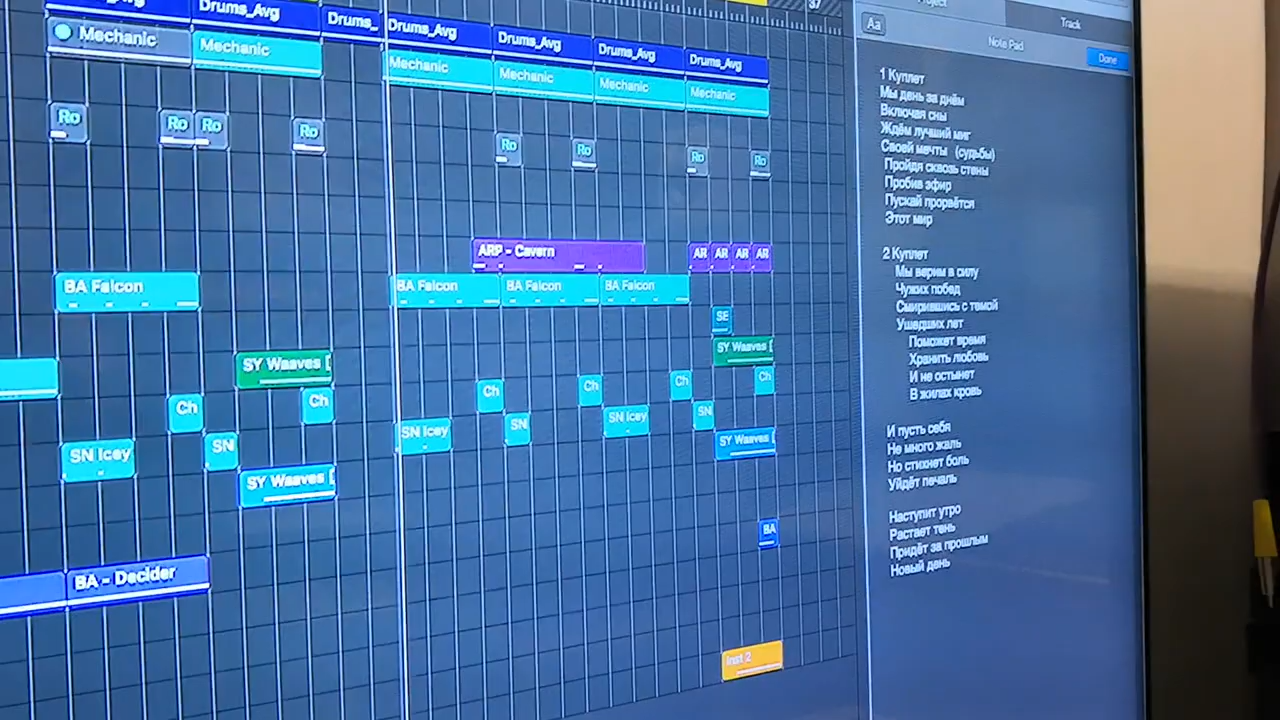 Drums_Avg
Drums_
Drums_Avg
Drums_Avg
Drums_Avg
Drums_Avg
37
Mechanic
Mechanic
Mechanic
Mechanic
Mechanic
Mechanic
Ro
Ro
Ro
Ro
Ro
Ro
Ro
Ro
ARP - Cavern
AR
AR
AR
AR
BA Falcon
BA Falcon
BA Falcon
BA Falcon
SE
SY Waaves [
SY Waaves [
Ch
Ch
Ch
Ch
Ch
Ch
SN Icey
SN
SN Icey
SN
SN Icey
SN
SY Waaves [
SY Waaves [
BA
BA - Decider
Inst 2
Project
Track
Aa
Note Pad
Done
1 Куплет
Мы день за днём
Включая сны
Ждём лучший миг
Своей мечты (судьбы)
Пройдя сквозь стены
Пробив эфир
Пускай прорвётся
Этот мир
2 Куплет
Мы верим в силу
Чужих побед
Смирившись с темой
Ушедших лет
Поможет время
Хранить любовь
И не остынет
В жилах кровь
И пусть себя
Не много жаль
Но стихнет боль
Уйдёт печаль
Наступит утро
Растает тень
Придёт за прошлым
Новый день